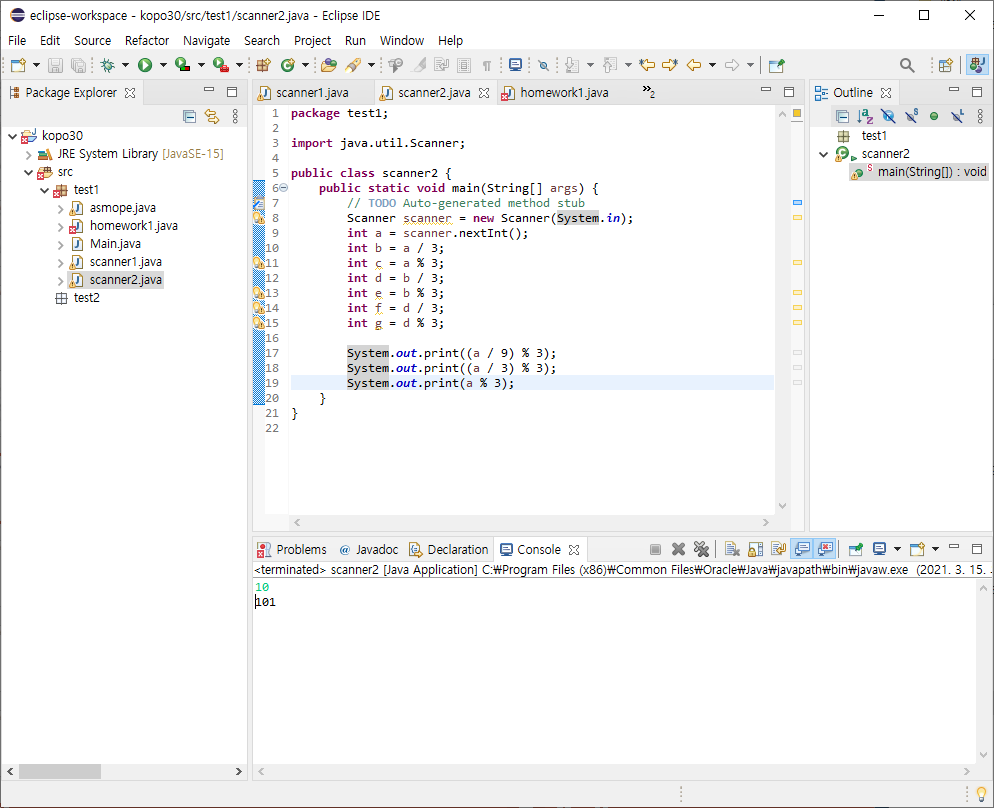 eclipse-workspace - kopo30/src/test1/scanner2.java - Eclipse IDE
File Edit Source Refactor Navigate Search Project Run Window Help
Package Explorer
kopo30
JRE System Library [JavaSE-15]
src
test1
asmope.java
homework1.java
Main.java
scanner1.java
scanner2.java
test2
scanner1.java scanner2.java homework1.java »2
1 package test1;
2
3 import java.util.Scanner;
4
5 public class scanner2 {
6 public static void main(String[] args) {
7 // TODO Auto-generated method stub
8 Scanner scanner = new Scanner(System.in);
9 int a = scanner.nextInt();
10 int b = a / 3;
11 int c = a % 3;
12 int d = b / 3;
13 int e = b % 3;
14 int f = d / 3;
15 int g = d % 3;
16
17 System.out.print((a / 9) % 3);
18 System.out.print((a / 3) % 3);
19 System.out.print(a % 3);
20 }
21 }
22
Outline
test1
scanner2
main(String[]) : void
Problems @ Javadoc Declaration Console
<terminated> scanner2 [Java Application] C:₩Program Files (x86)₩Common Files₩Oracle₩Java₩javapath₩bin₩javaw.exe (2021. 3. 15. .
10
101